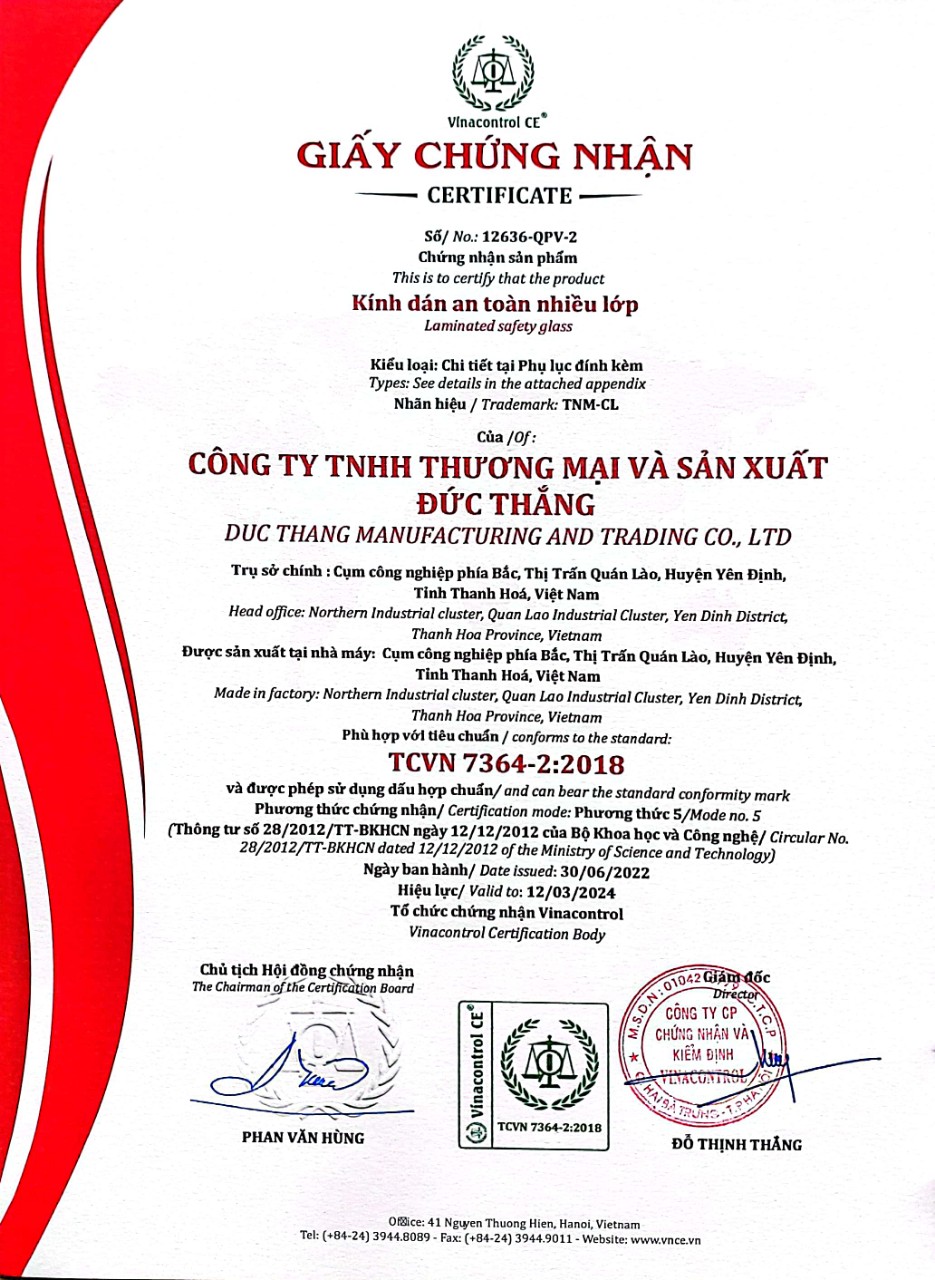 Vinacontrol CE®
GIẤY CHỨNG NHẬN
CERTIFICATE
Số/ No.: 12636-QPV-2
Chứng nhận sản phẩm
This is to certify that the product
Kính dán an toàn nhiều lớp
Laminated safety glass
Kiểu loại: Chi tiết tại Phụ lục đính kèm
Types: See details in the attached appendix
Nhãn hiệu / Trademark: TNM-CL
Của /Of:
CÔNG TY TNHH THƯƠNG MẠI VÀ SẢN XUẤT
ĐỨC THẮNG
DUC THANG MANUFACTURING AND TRADING CO., LTD
Trụ sở chính : Cụm công nghiệp phía Bắc, Thị Trấn Quán Lào, Huyện Yên Định,
Tỉnh Thanh Hoá, Việt Nam
Head office: Northern Industrial cluster, Quan Lao Industrial Cluster, Yen Dinh District,
Thanh Hoa Province, Vietnam
Được sản xuất tại nhà máy: Cụm công nghiệp phía Bắc, Thị Trấn Quán Lào, Huyện Yên Định,
Tỉnh Thanh Hoá, Việt Nam
Made in factory: Northern Industrial cluster, Quan Lao Industrial Cluster, Yen Dinh District,
Thanh Hoa Province, Vietnam
Phù hợp với tiêu chuẩn / conforms to the standard:
TCVN 7364-2:2018
và được phép sử dụng dấu hợp chuẩn/ and can bear the standard conformity mark
Phương thức chứng nhận/ Certification mode: Phương thức 5/Mode no. 5
(Thông tư số 28/2012/TT-BKHCN ngày 12/12/2012 của Bộ Khoa học và Công nghệ/ Circular No.
28/2012/TT-BKHCN dated 12/12/2012 of the Ministry of Science and Technology)
Ngày ban hành/ Date issued: 30/06/2022
Hiệu lực/ Valid to: 12/03/2024
Tổ chức chứng nhận Vinacontrol
Vinacontrol Certification Body
Chủ tịch Hội đồng chứng nhận
The Chairman of the Certification Board
Giám đốc
Director
M.S.D.N: C.T.C.P
CÔNG TY CP
CHỨNG NHẬN VÀ
KIỂM ĐỊNH
VINACONTROL
Q. HAI BÀ TRƯNG - T.P HÀ NỘI
Vinacontrol CE®
TCVN 7364-2:2018
PHAN VĂN HÙNG
ĐỖ THỊNH THẮNG
Office: 41 Nguyen Thuong Hien, Hanoi, Vietnam
Tel: (+84-24) 3944.8089 - Fax: (+84-24) 3944.9011 - Website: www.vnce.vn